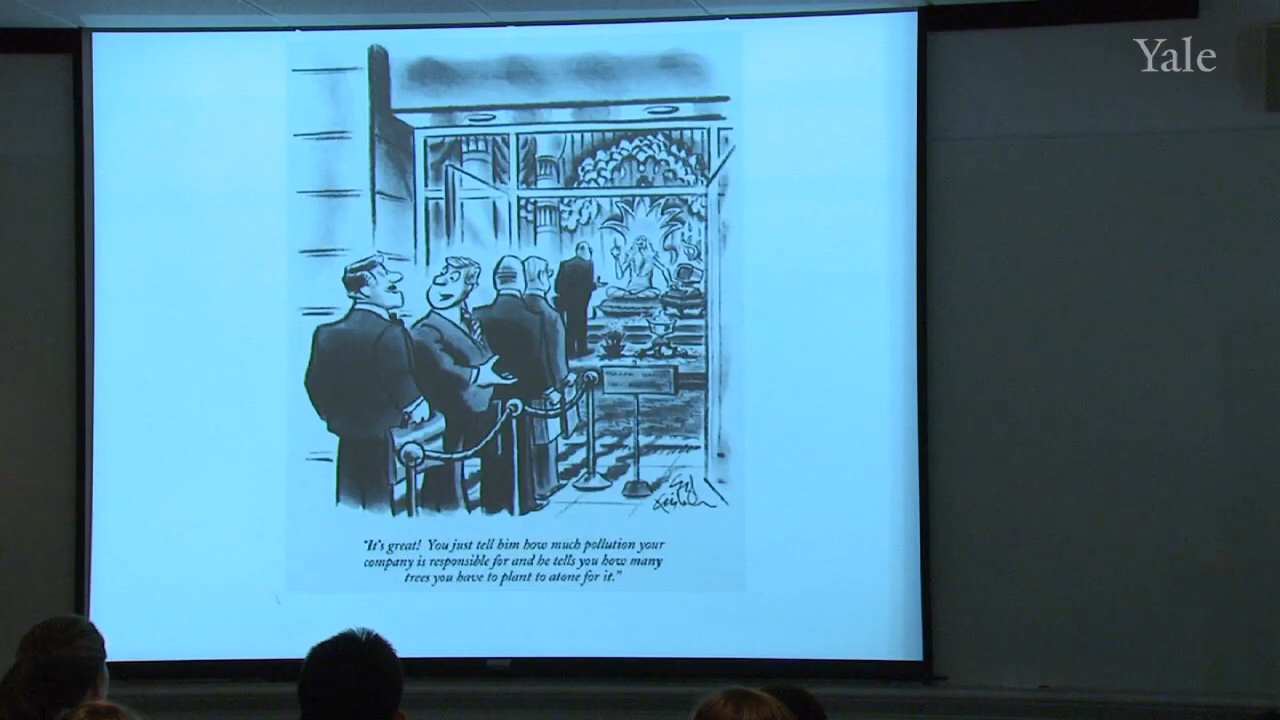 Yale
"It's great! You just tell him how much pollution your
company is responsible for and he tells you how many
trees you have to plant to atone for it."